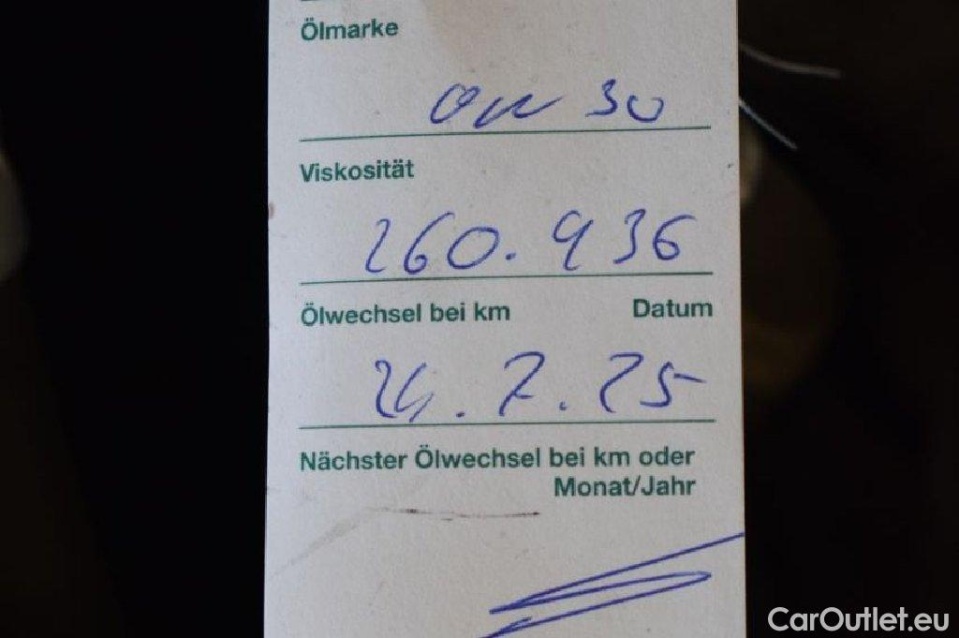 Ölmarke
0W 30
Viskosität
260.936
Ölwechsel bei km Datum
24.7.25
Nächster Ölwechsel bei km oder
Monat/Jahr
CarOutlet.eu